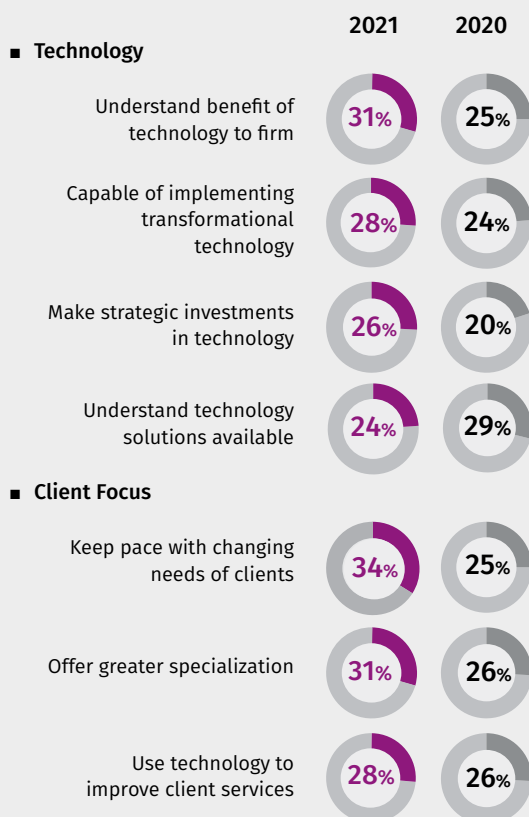 2021 2020
■ Technology
Understand benefit of
technology to firm
31% 25%
Capable of implementing
transformational
technology
28% 24%
Make strategic investments
in technology
26% 20%
Understand technology
solutions available
24% 29%
■ Client Focus
Keep pace with changing
needs of clients
34% 25%
Offer greater specialization
31% 26%
Use technology to
improve client services
28% 26%